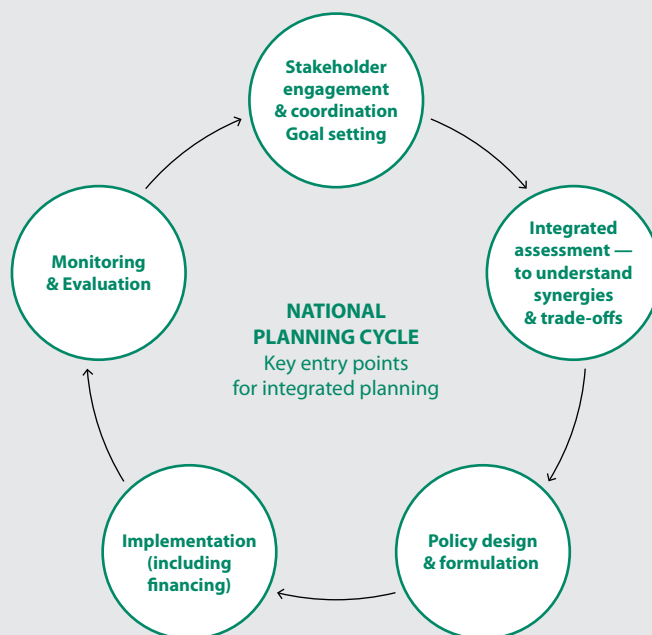 Stakeholder
engagement
& coordination
Goal setting
Integrated
assessment —
to understand
synergies
& trade-offs
Monitoring
& Evaluation
NATIONAL
PLANNING CYCLE
Key entry points
for integrated planning
Implementation
(including
financing)
Policy design
& formulation